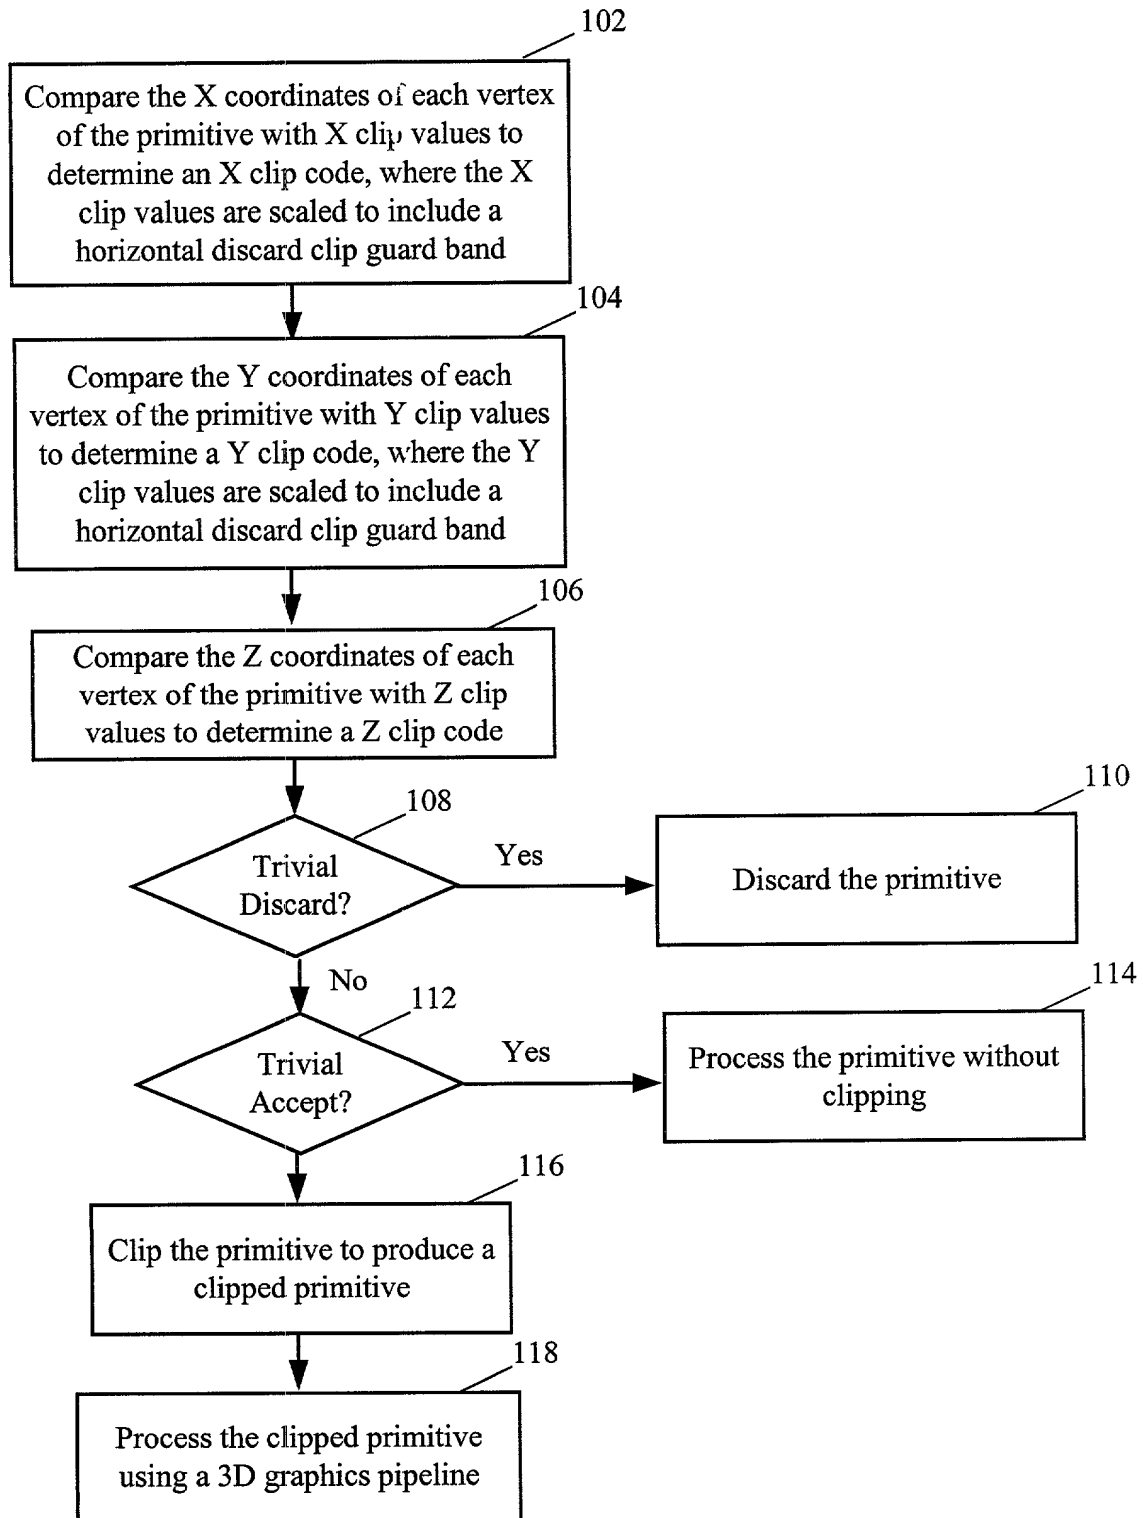 102
Compare the X coordinates of each vertex
of the primitive with X clip values to
determine an X clip code, where the X
clip values are scaled to include a
horizontal discard clip guard band
104
Compare the Y coordinates of each
vertex of the primitive with Y clip values
to determine a Y clip code, where the Y
clip values are scaled to include a
horizontal discard clip guard band
106
Compare the Z coordinates of each
vertex of the primitive with Z clip
values to determine a Z clip code
108
Trivial
Discard?
Yes
110
Discard the primitive
No
112
Trivial
Accept?
Yes
114
Process the primitive without
clipping
116
Clip the primitive to produce a
clipped primitive
118
Process the clipped primitive
using a 3D graphics pipeline